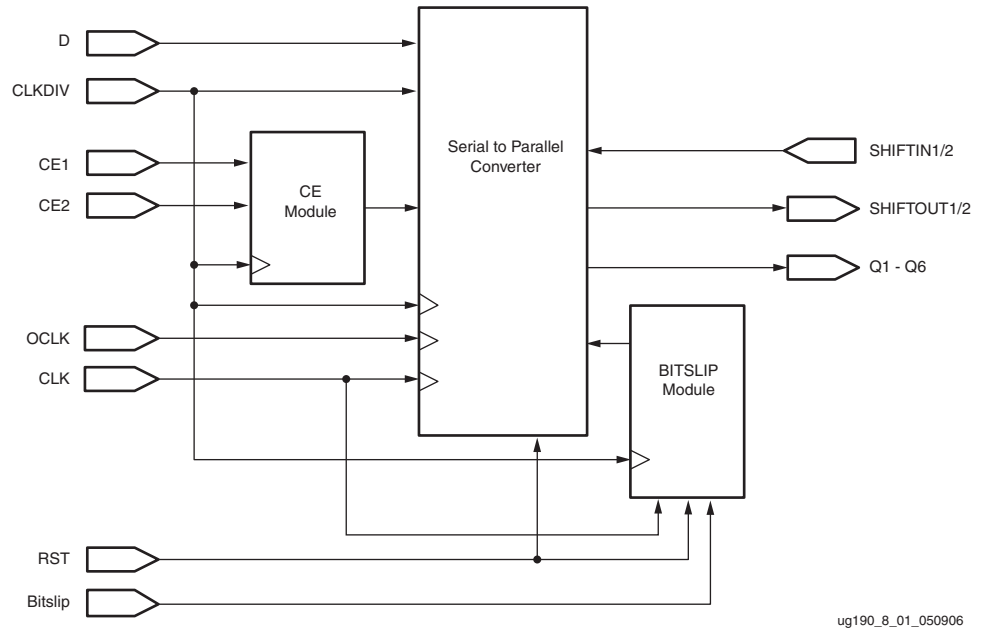 D
CLKDIV
CE1
CE2
CE
Module
Serial to Parallel
Converter
SHIFTIN1/2
SHIFTOUT1/2
Q1 - Q6
OCLK
CLK
BITSLIP
Module
RST
Bitslip
ug190_8_01_050906